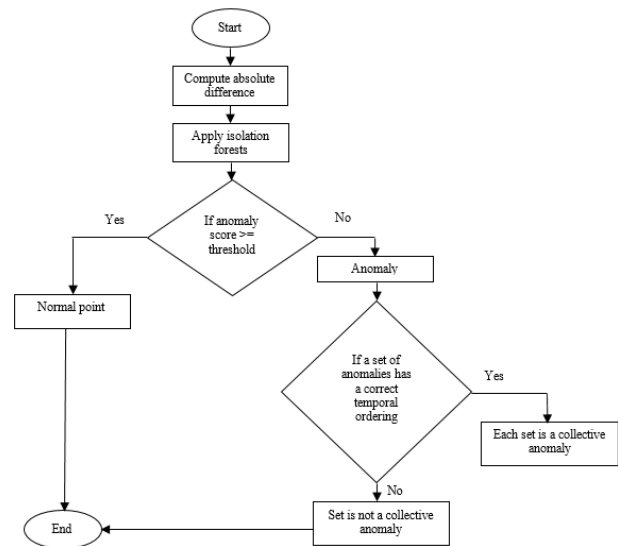 Start
Compute absolute
difference
Apply isolation
forests
Yes
If anomaly
score >=
threshold
No
Normal point
Anomaly
If a set of
anomalies has
a correct
temporal
ordering
Yes
Each set is a collective
anomaly
No
Set is not a collective
anomaly
End